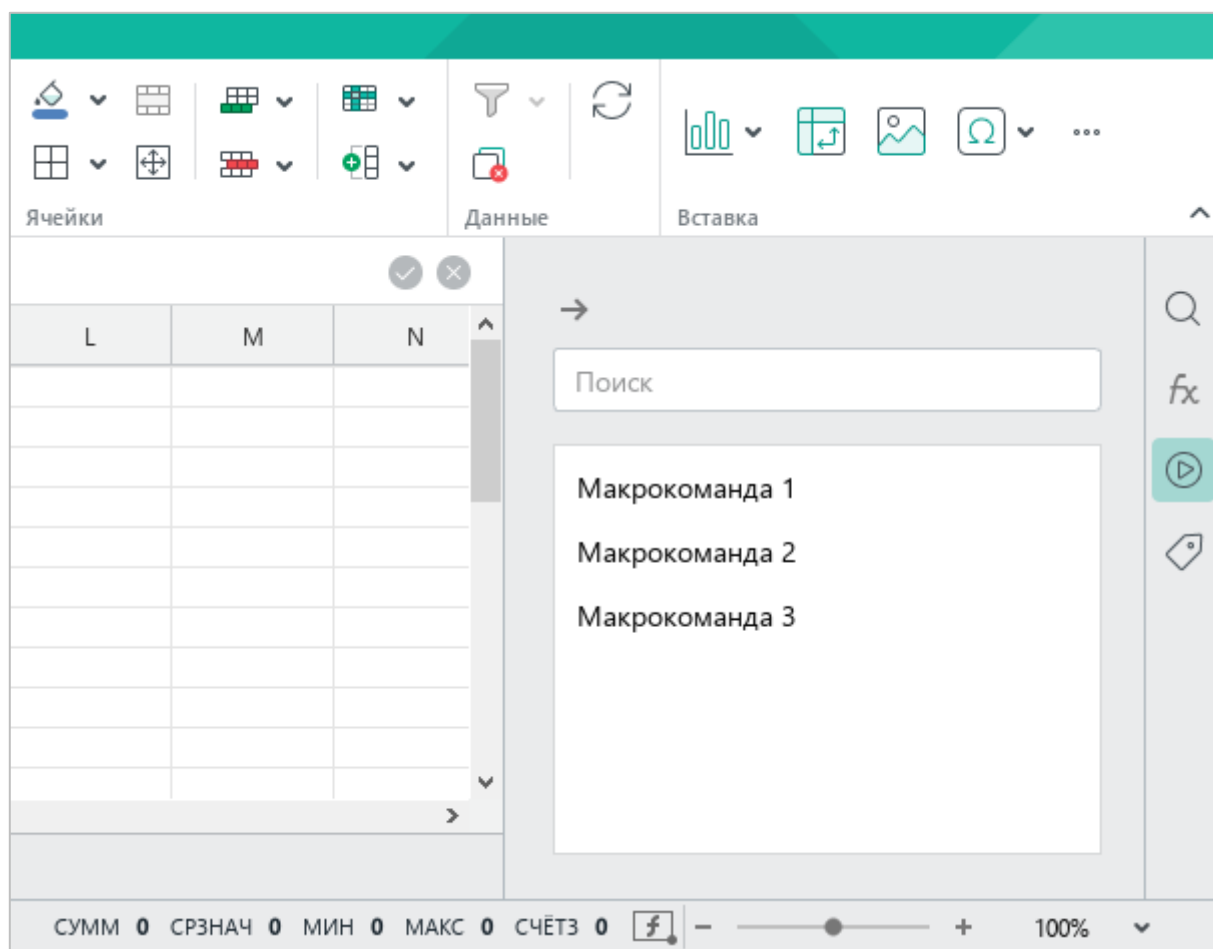 Ячейки
Данные
Вставка
L M N
Поиск
fx
Макрокоманда 1
Макрокоманда 2
Макрокоманда 3
СУММ 0 СРЗНАЧ 0 МИН 0 МАКС 0 СЧЁТЗ 0 f 100%